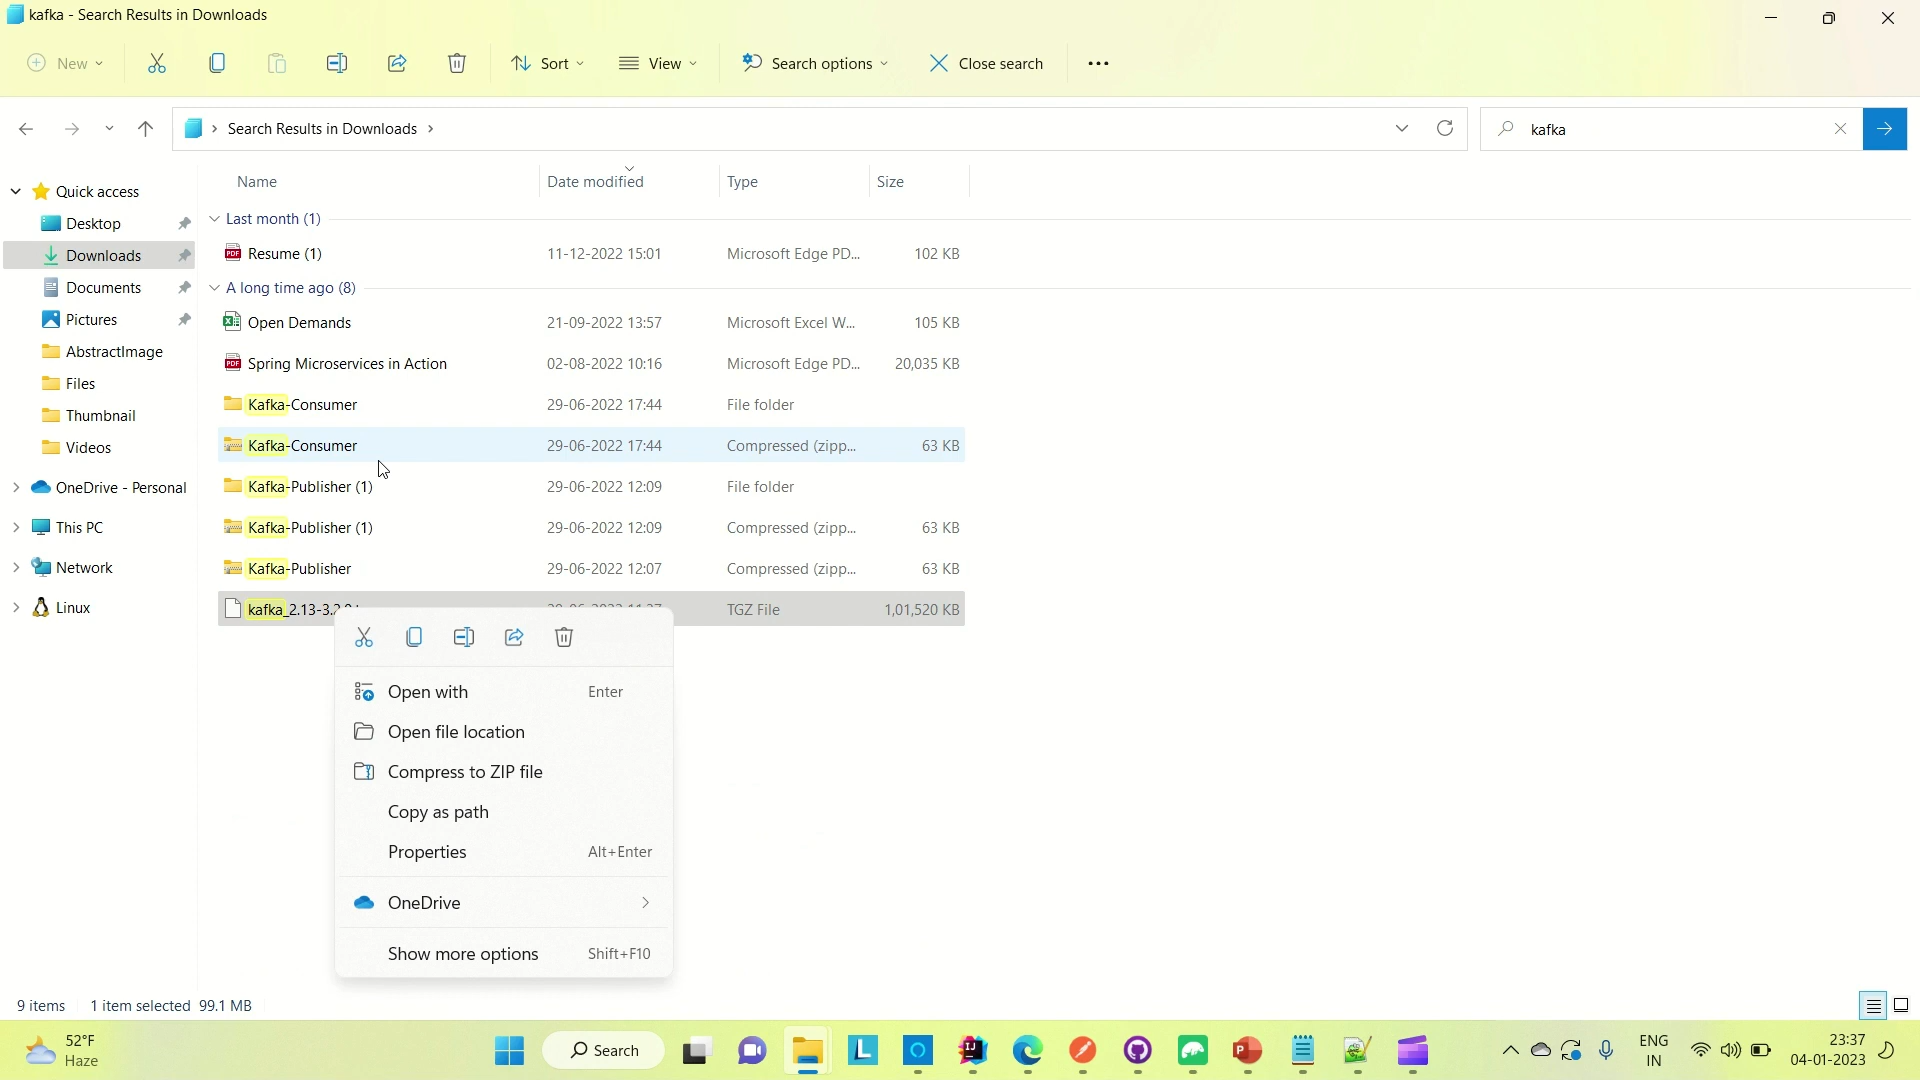 kafka - Search Results in Downloads
New
Sort
View
Search options
Close search
Search Results in Downloads
kafka
Quick access
Desktop
Downloads
Documents
Pictures
AbstractImage
Files
Thumbnail
Videos
OneDrive - Personal
This PC
Network
Linux
Name Date modified Type Size
Last month (1)
Resume (1) 11-12-2022 15:01 Microsoft Edge PD... 102 KB
A long time ago (8)
Open Demands 21-09-2022 13:57 Microsoft Excel W... 105 KB
Spring Microservices in Action 02-08-2022 10:16 Microsoft Edge PD... 20,035 KB
Kafka-Consumer 29-06-2022 17:44 File folder
Kafka-Consumer 29-06-2022 17:44 Compressed (zipp... 63 KB
Kafka-Publisher (1) 29-06-2022 12:09 File folder
Kafka-Publisher (1) 29-06-2022 12:09 Compressed (zipp... 63 KB
Kafka-Publisher 29-06-2022 12:07 Compressed (zipp... 63 KB
TGZ File 1,01,520 KB
Open with Enter
Open file location
Compress to ZIP file
Copy as path
Properties Alt+Enter
OneDrive
Show more options Shift+F10
9 items 1 item selected 99.1 MB
52°F
Haze
Search
ENG
IN
23:37
04-01-2023